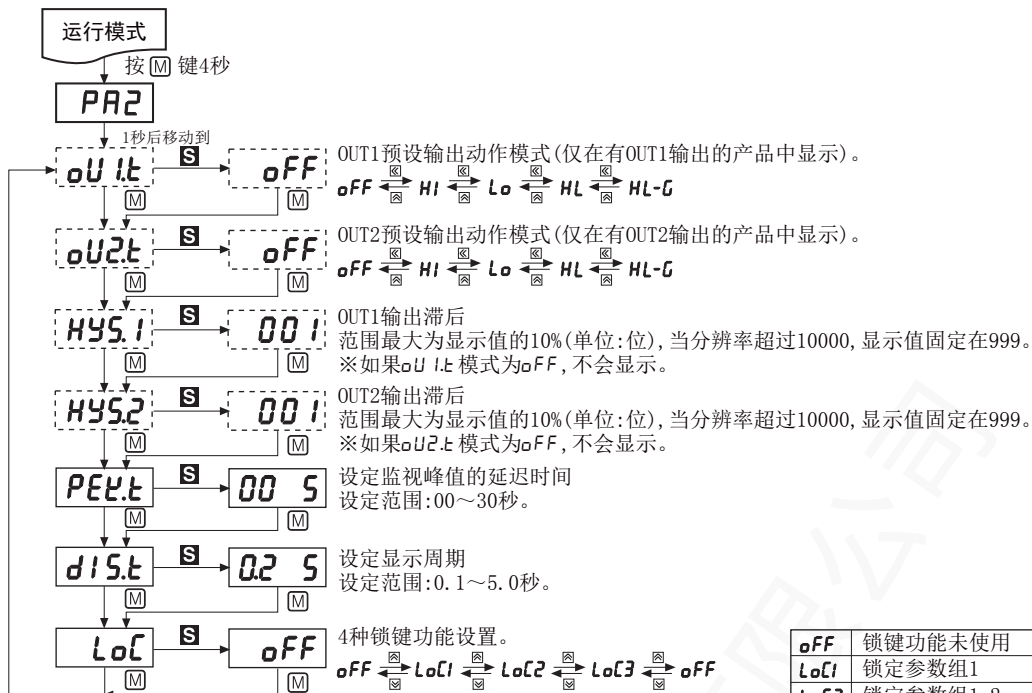 运行模式
按 M 键4秒
PA2
1秒后移动到
oU1.t S oFF OUT1预设输出动作模式(仅在有OUT1输出的产品中显示)。
oFF HI Lo HL HL-G
M M
oU2.t S oFF OUT2预设输出动作模式(仅在有OUT2输出的产品中显示)。
oFF HI Lo HL HL-G
M M
HYS.1 S 001 OUT1输出滞后
范围最大为显示值的10%(单位:位),当分辨率超过10000,显示值固定在999。
※如果oU1.t模式为oFF,不会显示。
M M
HYS.2 S 001 OUT2输出滞后
范围最大为显示值的10%(单位:位),当分辨率超过10000,显示值固定在999。
※如果oU2.t模式为oFF,不会显示。
M M
PEK.t S 00 S 设定监视峰值的延迟时间
设定范围:00～30秒。
M M
dIS.t S 0.2 S 设定显示周期
设定范围:0.1～5.0秒。
M M
LoC S oFF 4种锁键功能设置。
oFF LoC1 LoC2 LoC3 oFF
M M
oFF 锁键功能未使用
LoC1 锁定参数组1
限公司